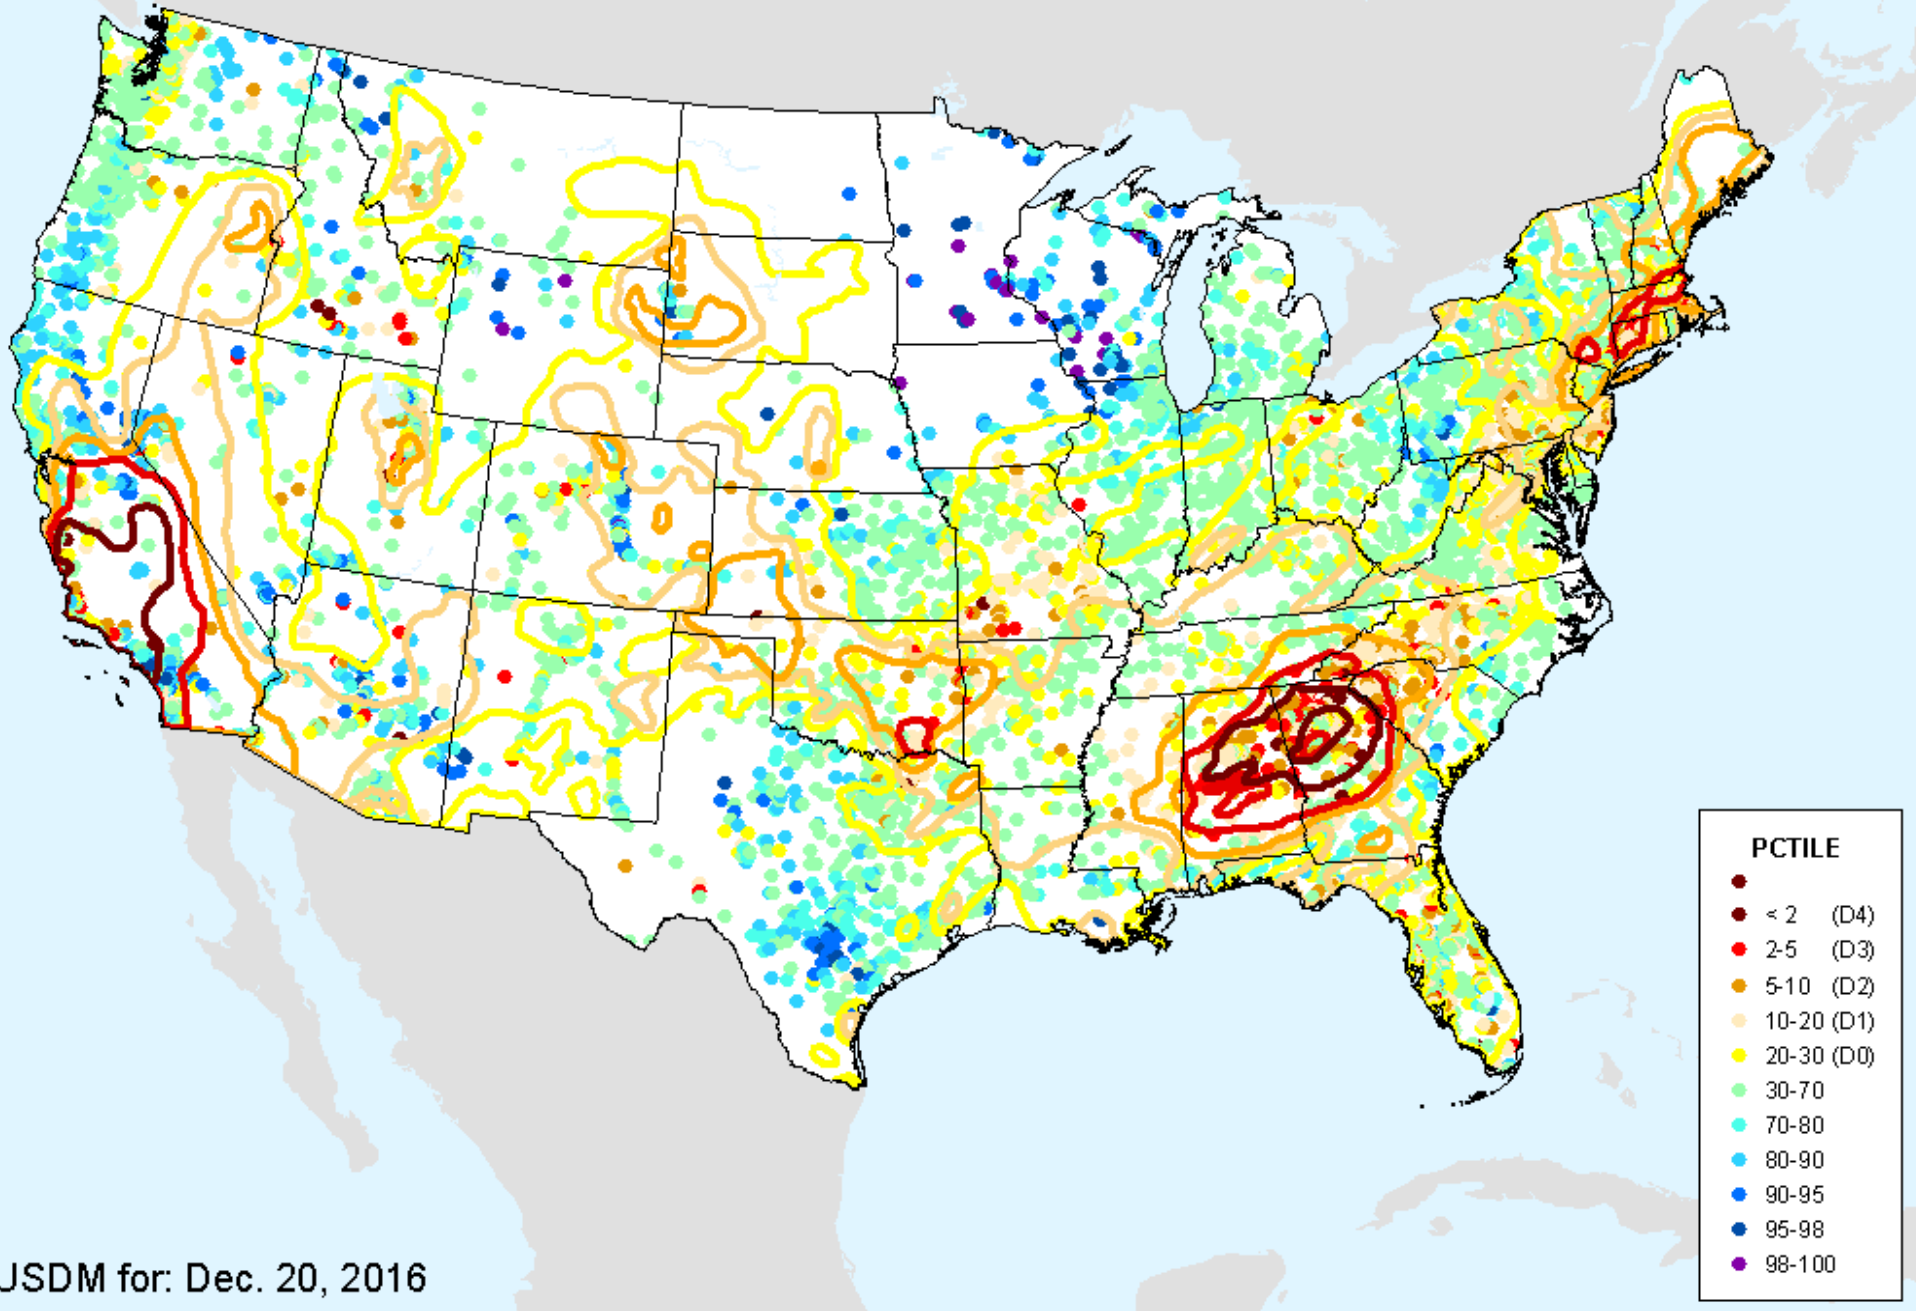 PCTILE
< 2 (D4)
2-5 (D3)
5-10 (D2)
10-20 (D1)
20-30 (D0)
30-70
70-80
80-90
90-95
95-98
98-100
USDM for: Dec. 20, 2016